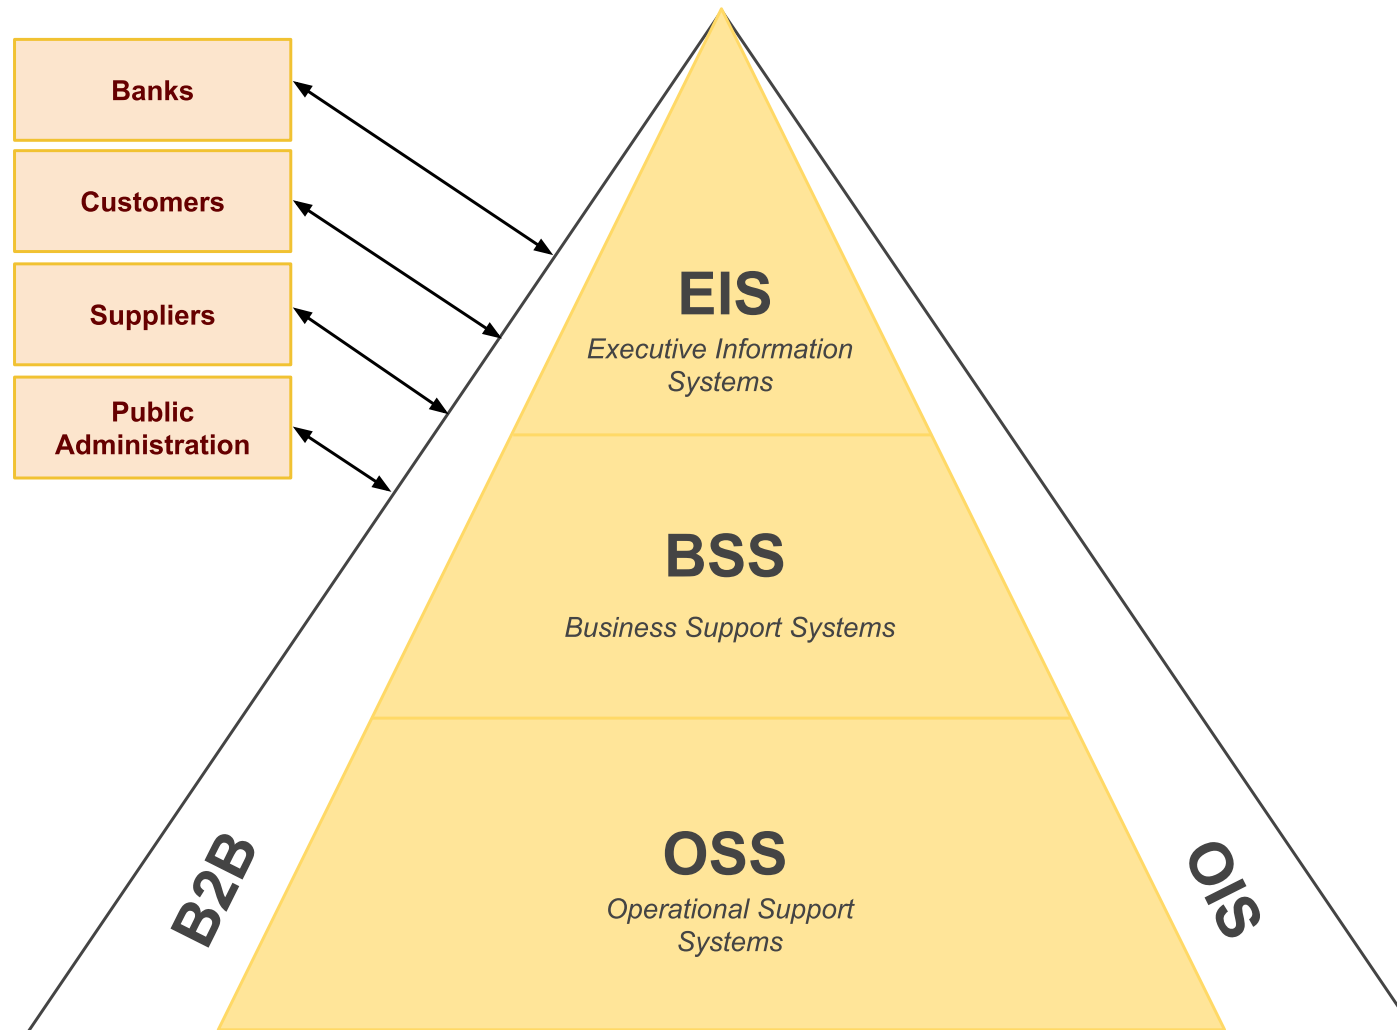 Banks
Customers
Suppliers
Public
Administration
EIS
Executive Information
Systems
BSS
Business Support Systems
OSS
Operational Support
Systems
B2B
OIS